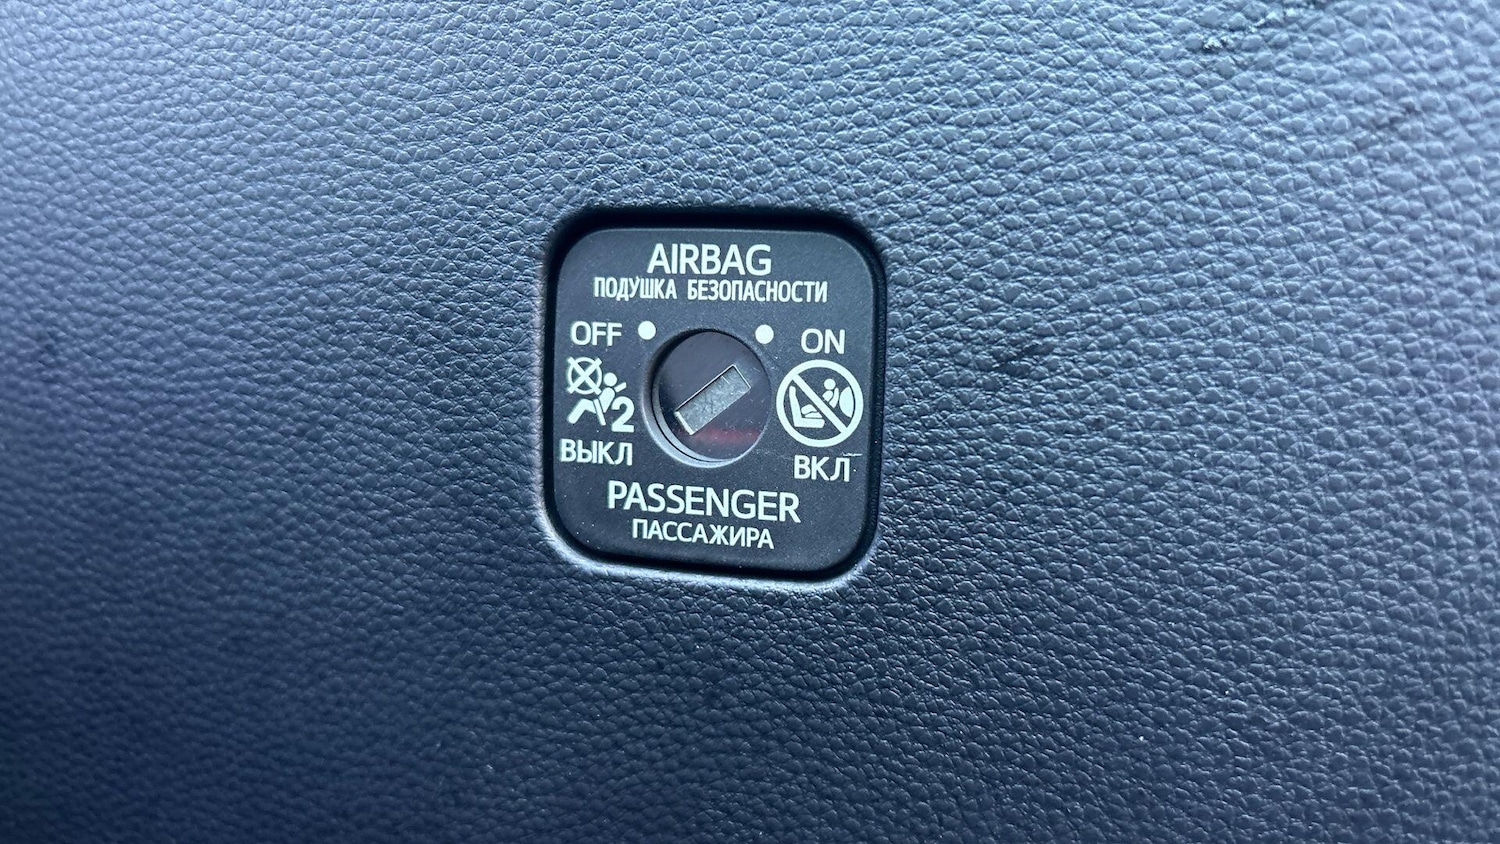 AIRBAG
ПОДУШКА БЕЗОПАСНОСТИ
OFF
ON
2
ВЫКЛ
ВКЛ
PASSENGER
ПАССАЖИРА